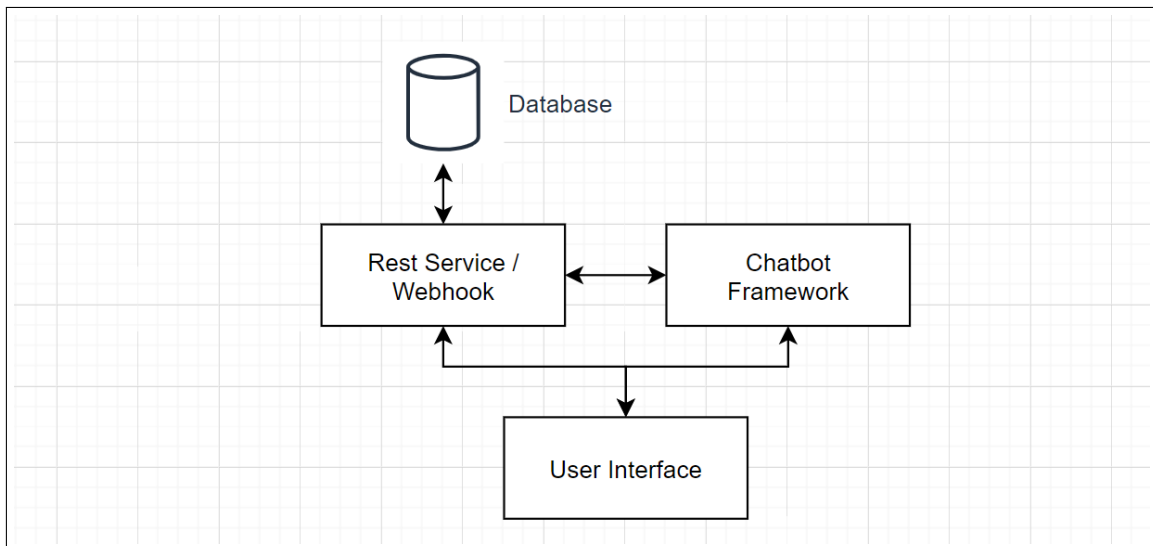 Database
Rest Service /
Webhook
Chatbot
Framework
User Interface